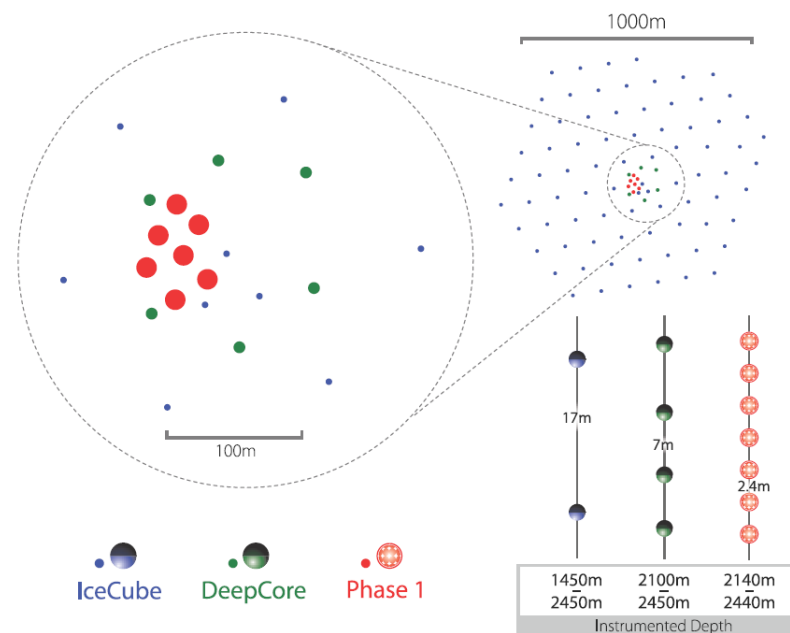 1000m
100m
17m
7m
2.4m
IceCube
DeepCore
Phase 1
1450m
-
2450m
2100m
-
2450m
2140m
-
2440m
Instrumented Depth